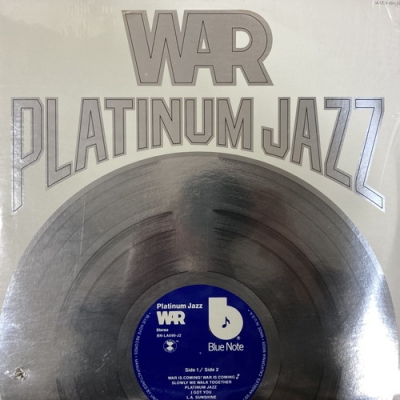 WAR
PLATINUM JAZZ
Platinum Jazz
WAR
Stereo
BN-LA690-J2
b
Blue Note
Side 1 / Side 2
WAR IS COMING! WAR IS COMING!
SLOWLY WE WALK TOGETHER
PLATINUM JAZZ
I GOT YOU
L.A. SUNSHINE